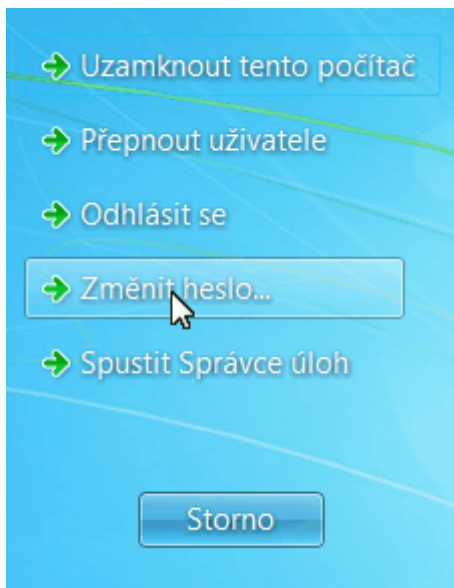 Uzamknout tento počítač
Přepnout uživatele
Odhlásit se
Změnit heslo...
Spustit Správce úloh
Storno